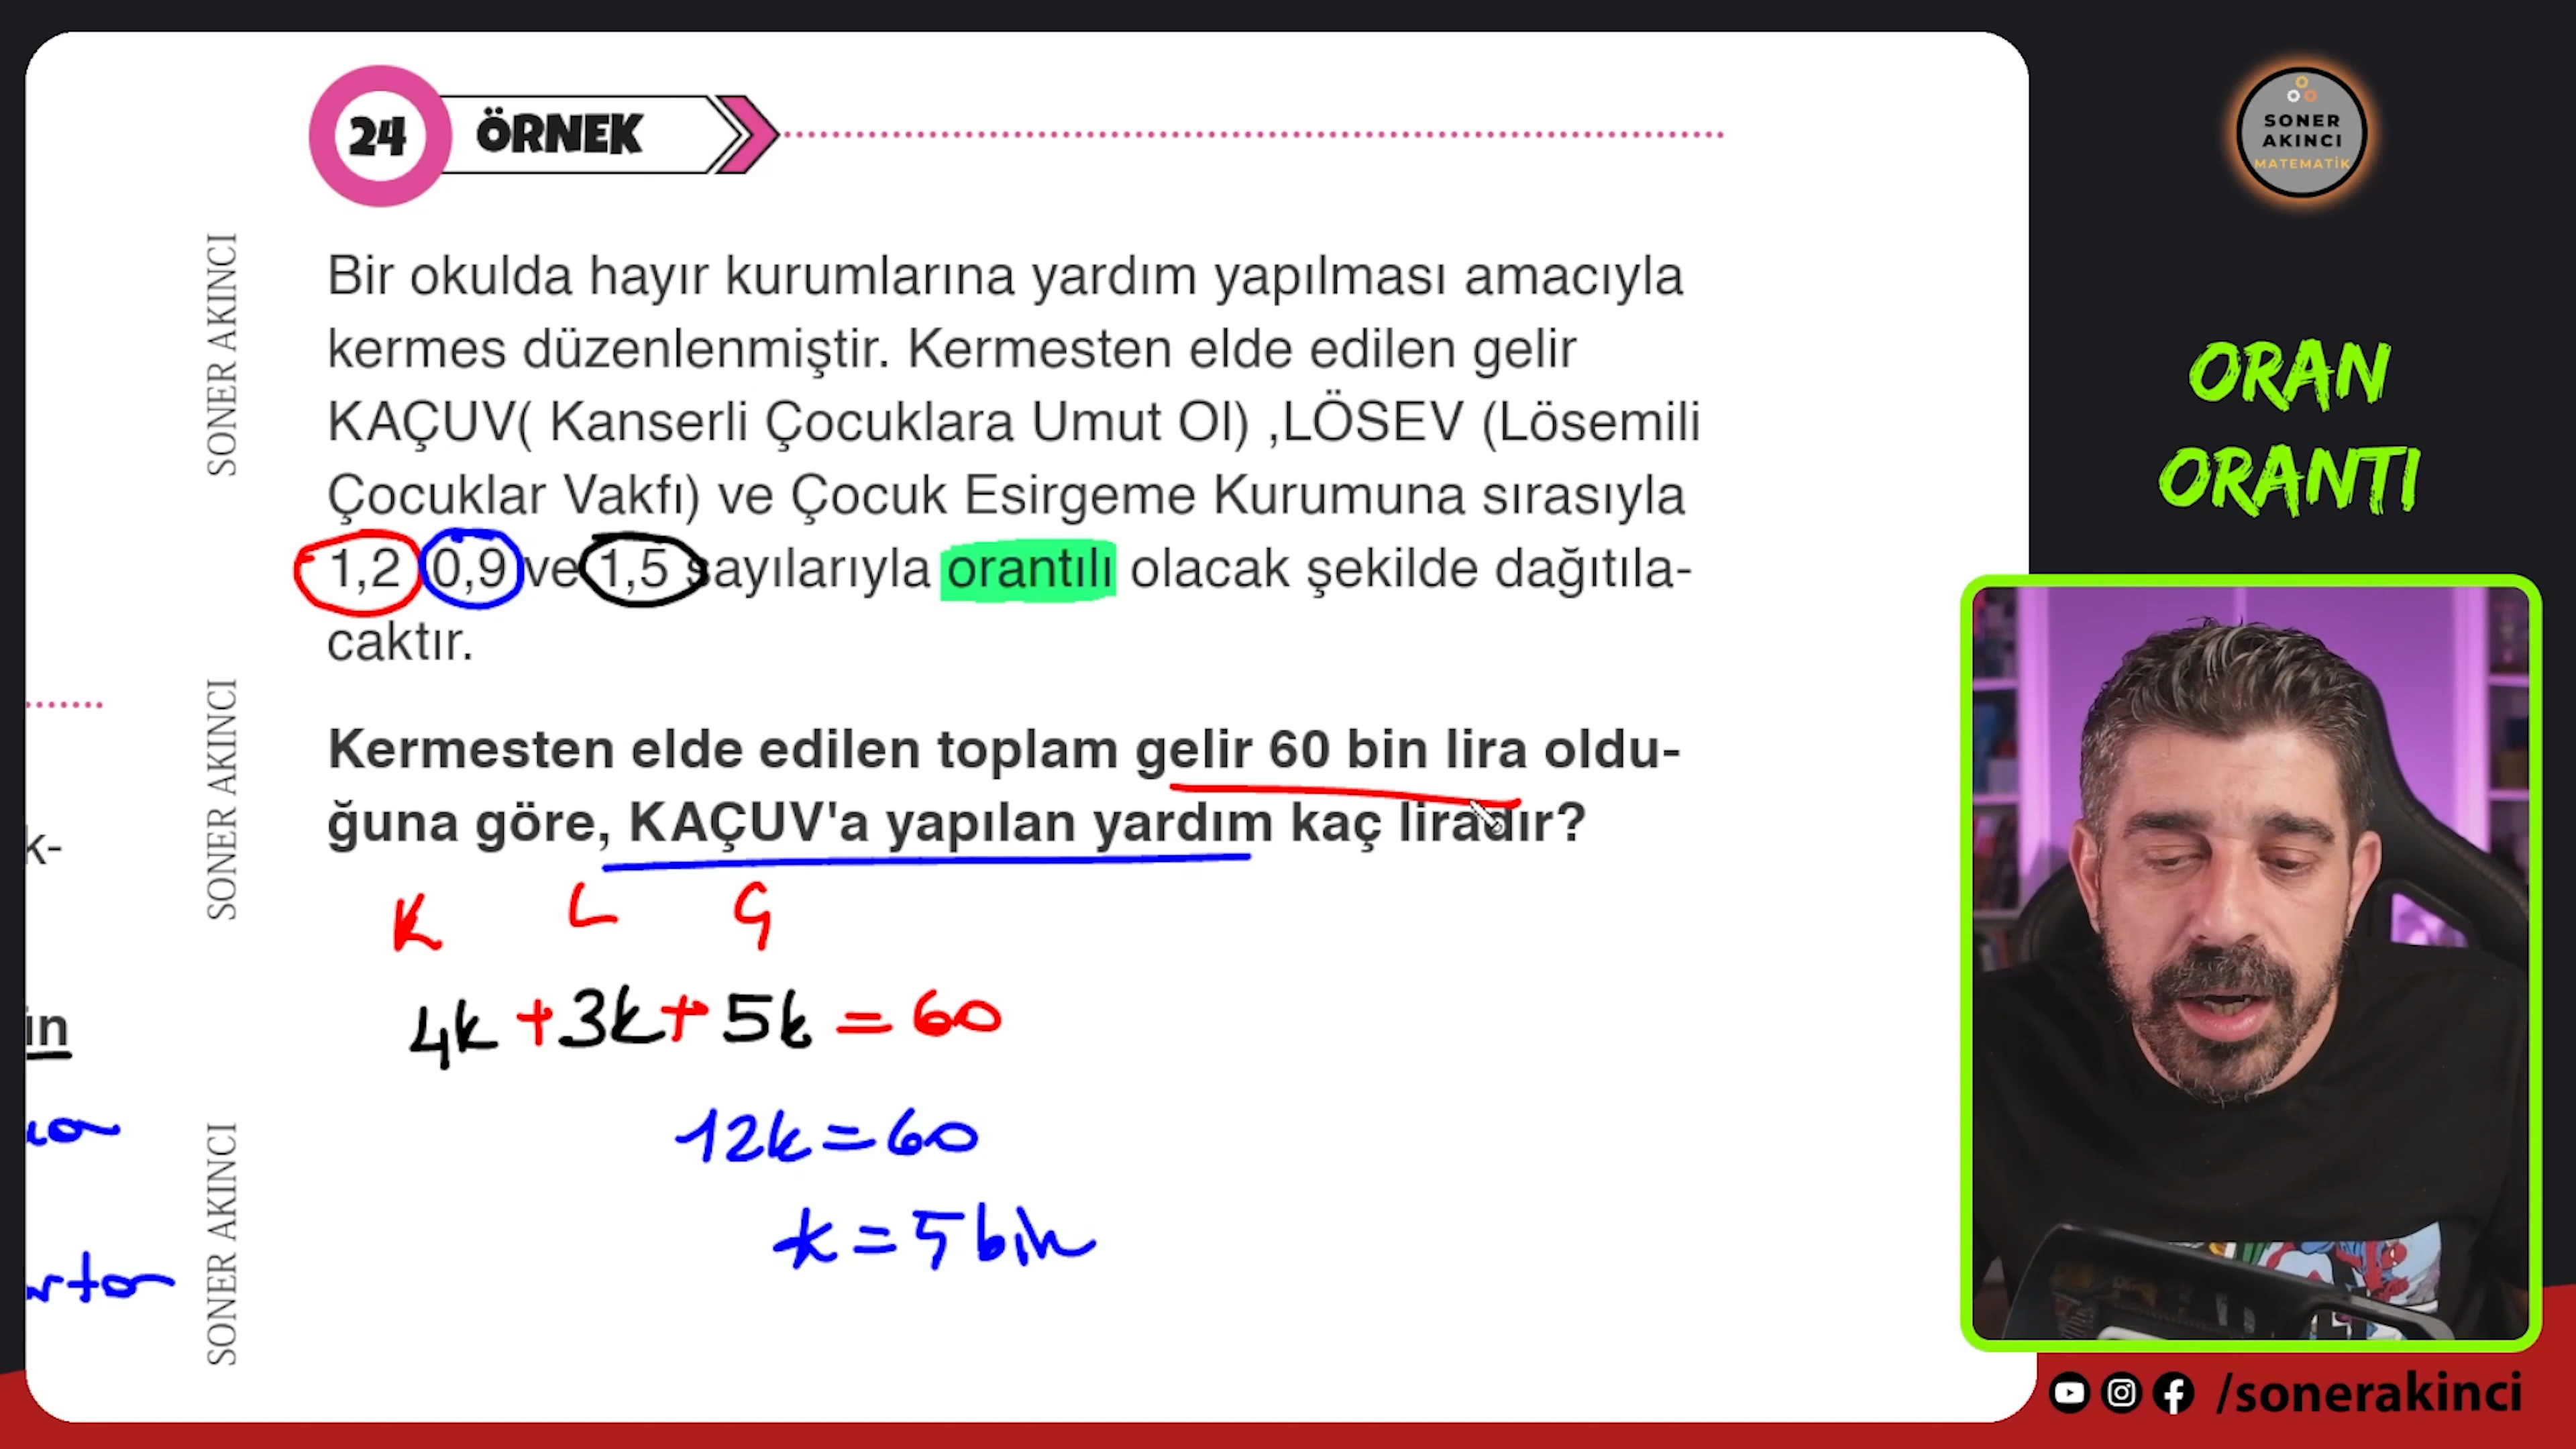 24 ÖRNEK
Bir okulda hayır kurumlarına yardım yapılması amacıyla
kermes düzenlenmiştir. Kermesten elde edilen gelir
KAÇUV( Kanserli Çocuklara Umut Ol) ,LÖSEV (Lösemili
Çocuklar Vakfı) ve Çocuk Esirgeme Kurumuna sırasıyla
1,2 0,9 ve 1,5 sayılarıyla orantılı olacak şekilde dağıtıla-
caktır.
Kermesten elde edilen toplam gelir 60 bin lira oldu-
ğuna göre, KAÇUV'a yapılan yardım kaç liradır?
K L Ç
4k + 3k + 5k = 60
12k = 60
k = 5 bin
SONER AKINCI
SONER AKINCI
SONER AKINCI
k-
in
SONER
AKINCI
MATEMATİK
ORAN
ORANTI
/sonerakinci